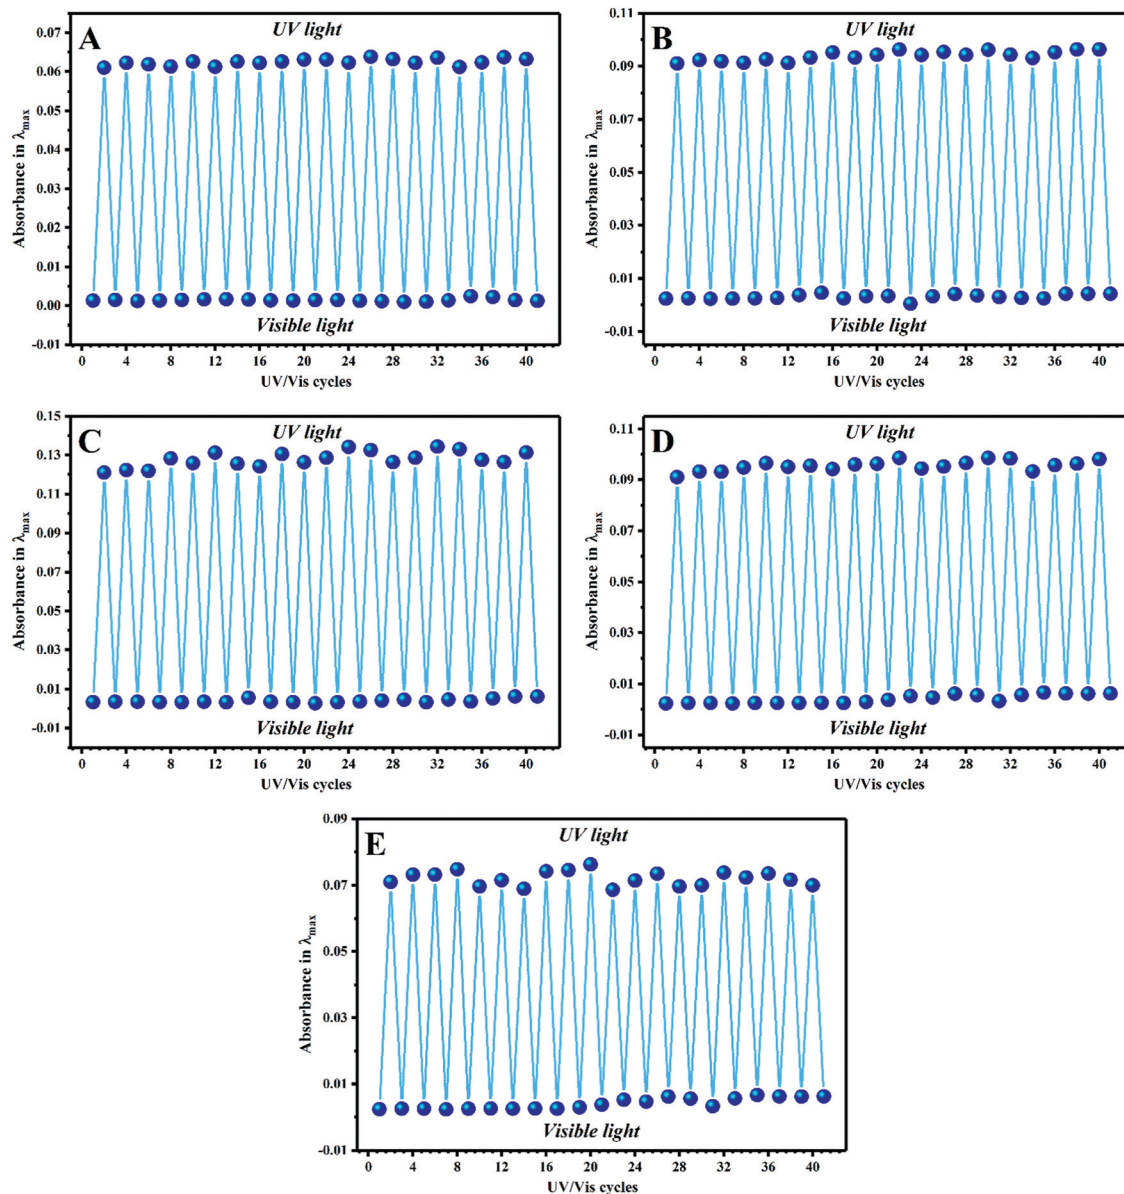 A
UV light
0.07
0.06
0.05
0.04
0.03
0.02
0.01
0.00
-0.01
Absorbance in λmax
Visible light
0 4 8 12 16 20 24 28 32 36 40
UV/Vis cycles
B
UV light
0.11
0.09
0.07
0.05
0.03
0.01
-0.01
Absorbance in λmax
Visible light
0 4 8 12 16 20 24 28 32 36 40
UV/Vis cycles
C
UV light
0.15
0.13
0.11
0.09
0.07
0.05
0.03
0.01
-0.01
Absorbance in λmax
Visible light
0 4 8 12 16 20 24 28 32 36 40
UV/Vis cycles
D
UV light
0.11
0.09
0.07
0.05
0.03
0.01
-0.01
Absorbance in λmax
Visible light
0 4 8 12 16 20 24 28 32 36 40
UV/Vis cycles
E
UV light
0.09
0.07
0.05
0.03
0.01
-0.01
Absorbance in λmax
Visible light
0 4 8 12 16 20 24 28 32 36 40
UV/Vis cycles